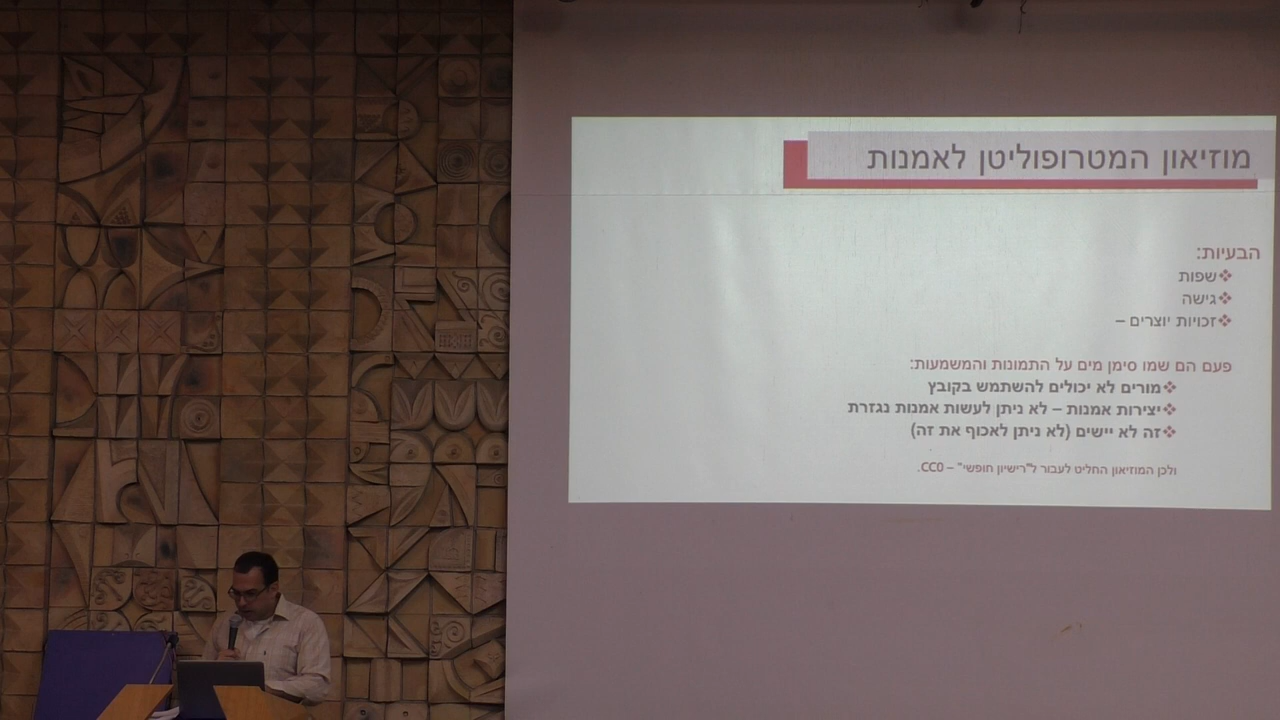 מוזיאון המטרופוליטן לאמנות
הבעיות:
❖שפות
❖גישה
❖זכויות יוצרים –
פעם הם שמו סימן מים על התמונות והמשמעות:
❖מורים לא יכולים להשתמש בקובץ
❖יצירות אמנות – לא ניתן לעשות אמנות נגזרת
❖זה לא יישים (לא ניתן לאכוף את זה)
ולכן המוזיאון החליט לעבור ל"רישיון חופשי" – CC0.